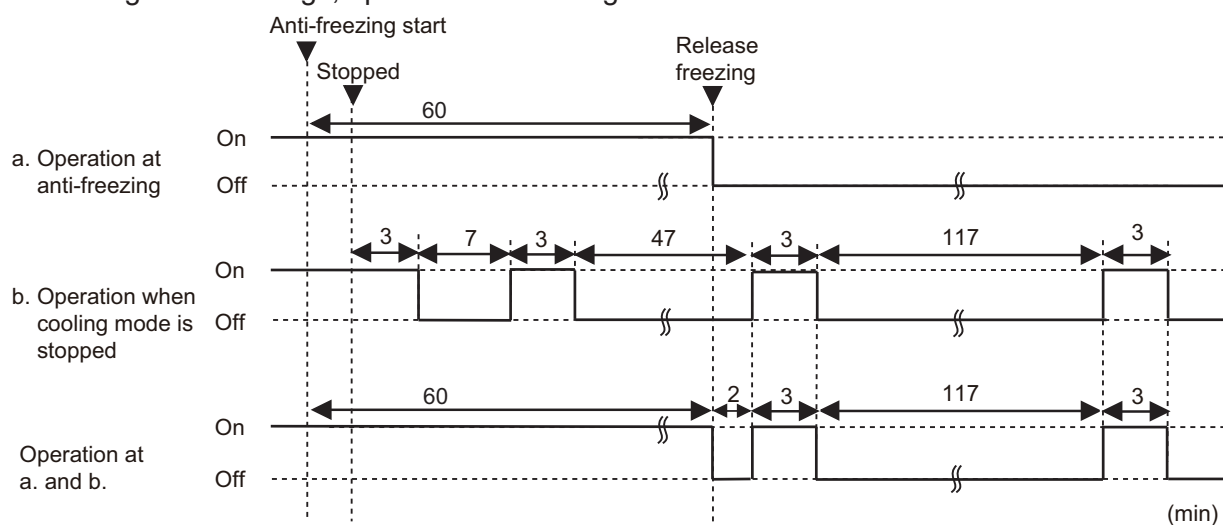 Anti-freezing start
Stopped
Release
freezing
60
On
a. Operation at
anti-freezing
Off
3 7 3 47 3 117 3
On
b. Operation when
cooling mode is
stopped
Off
60 2 3 117 3
On
Operation at
a. and b.
Off
(min)